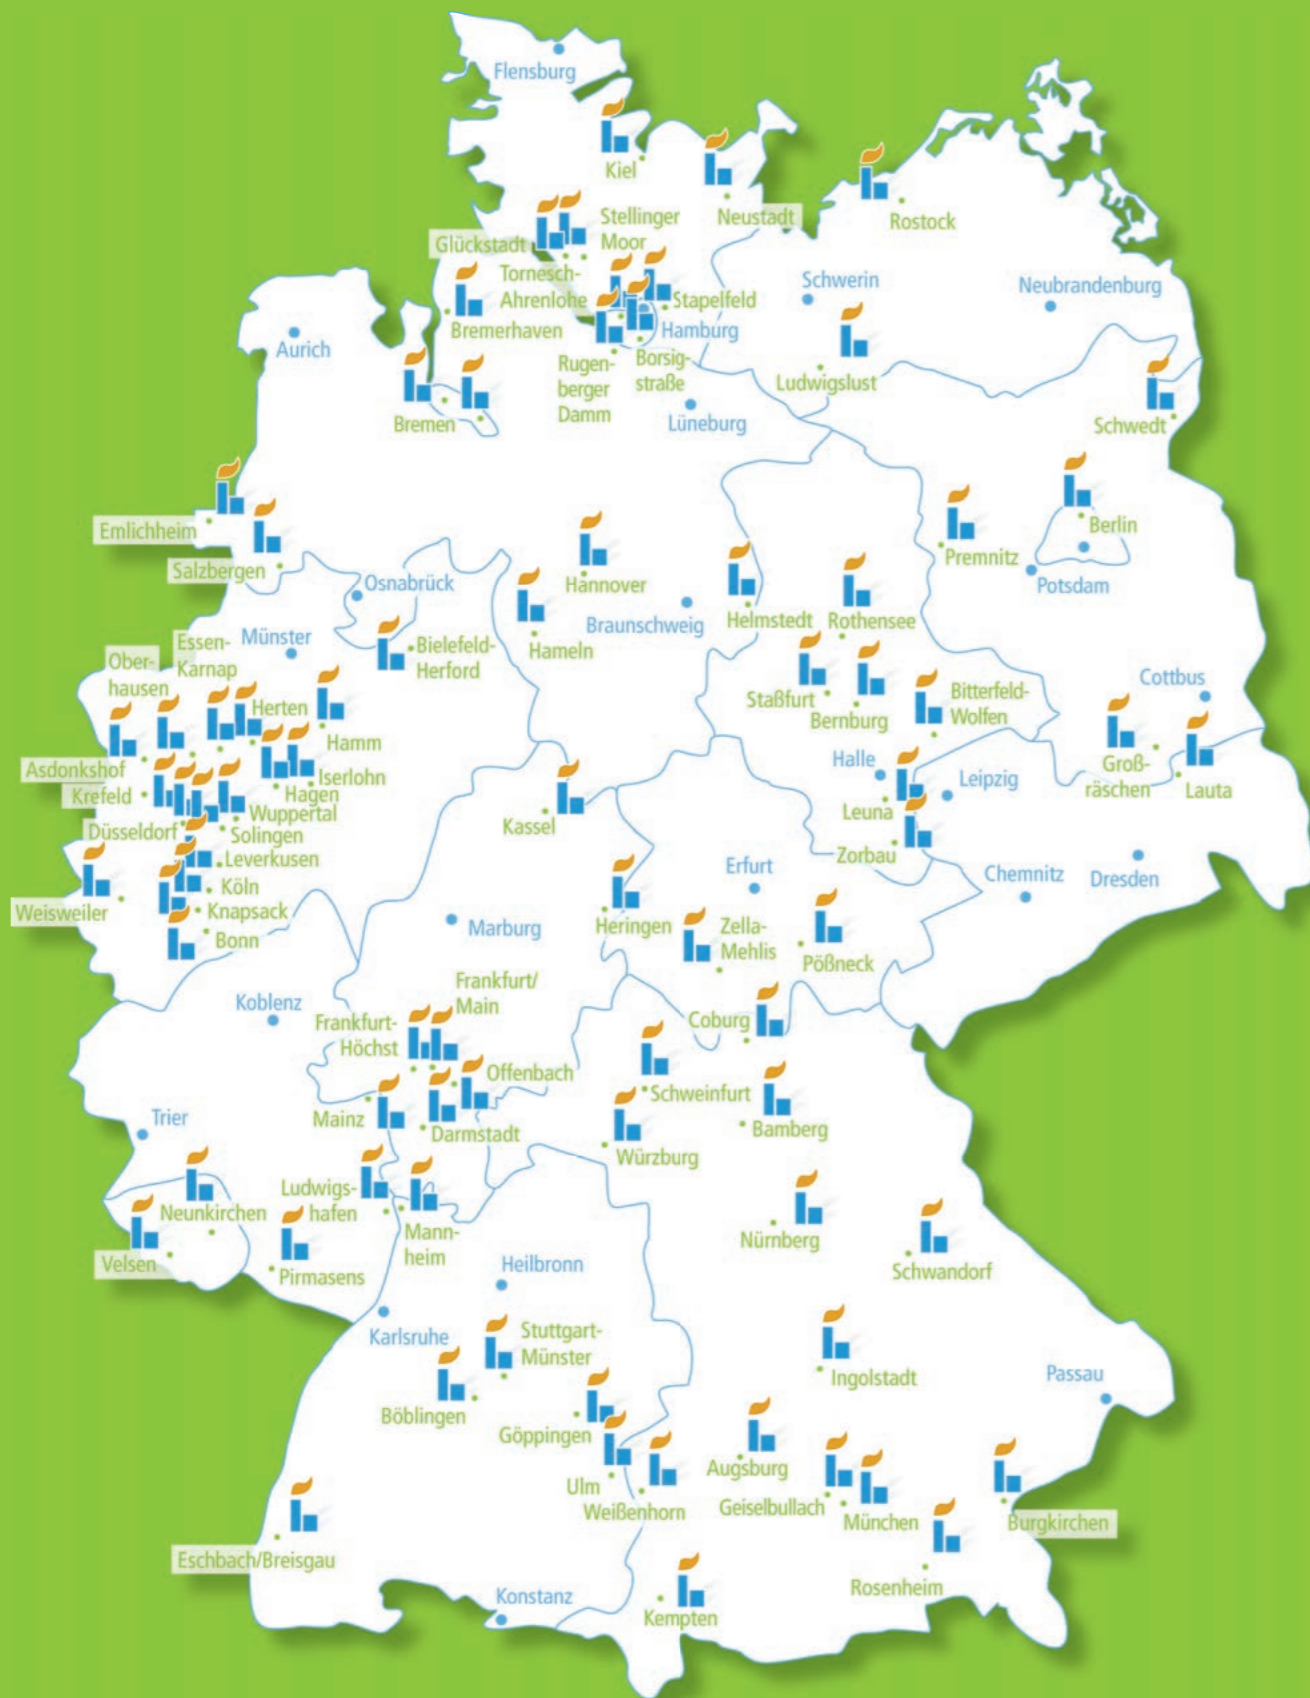 Flensburg
Kiel
Neustadt
Rostock
Stellinger
Moor
Glückstadt
Tornesch-
Ahrenlohe
Stapelfeld
Schwerin
Neubrandenburg
Bremerhaven
Hamburg
Aurich
Rugen-
berger
Damm
Borsig-
straße
Ludwigslust
Bremen
Lüneburg
Schwedt
Emlichheim
Berlin
Premnitz
Salzbergen
Osnabrück
Hannover
Potsdam
Braunschweig
Helmstedt
Rothensee
Essen-
Karnap
Münster
Bielefeld-
Herford
Hameln
Ober-
hausen
Cottbus
Staßfurt
Bernburg
Bitterfeld-
Wolfen
Herten
Hamm
Asdonkshof
Iserlohn
Halle
Leipzig
Groß-
räschen
Lauta
Krefeld
Hagen
Wuppertal
Leuna
Düsseldorf
Solingen
Kassel
Leverkusen
Zorbau
Erfurt
Chemnitz
Dresden
Köln
Weisweiler
Knapsack
Bonn
Marburg
Heringen
Zella-
Mehlis
Pößneck
Frankfurt/
Main
Koblenz
Frankfurt-
Höchst
Coburg
Offenbach
Schweinfurt
Mainz
Trier
Darmstadt
Bamberg
Würzburg
Ludwigs-
hafen
Neunkirchen
Mann-
heim
Nürnberg
Velsen
Pirmasens
Heilbronn
Schwandorf
Karlsruhe
Stuttgart-
Münster
Ingolstadt
Passau
Böblingen
Göppingen
Augsburg
Ulm
Weißenhorn
Geiselbullach
München
Burgkirchen
Eschbach/Breisgau
Rosenheim
Konstanz
Kempten